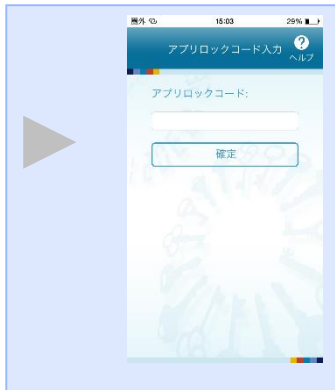 圏外 15:03 29%
アプリロックコード入力 ?
ヘルプ
アプリロックコード:
確定